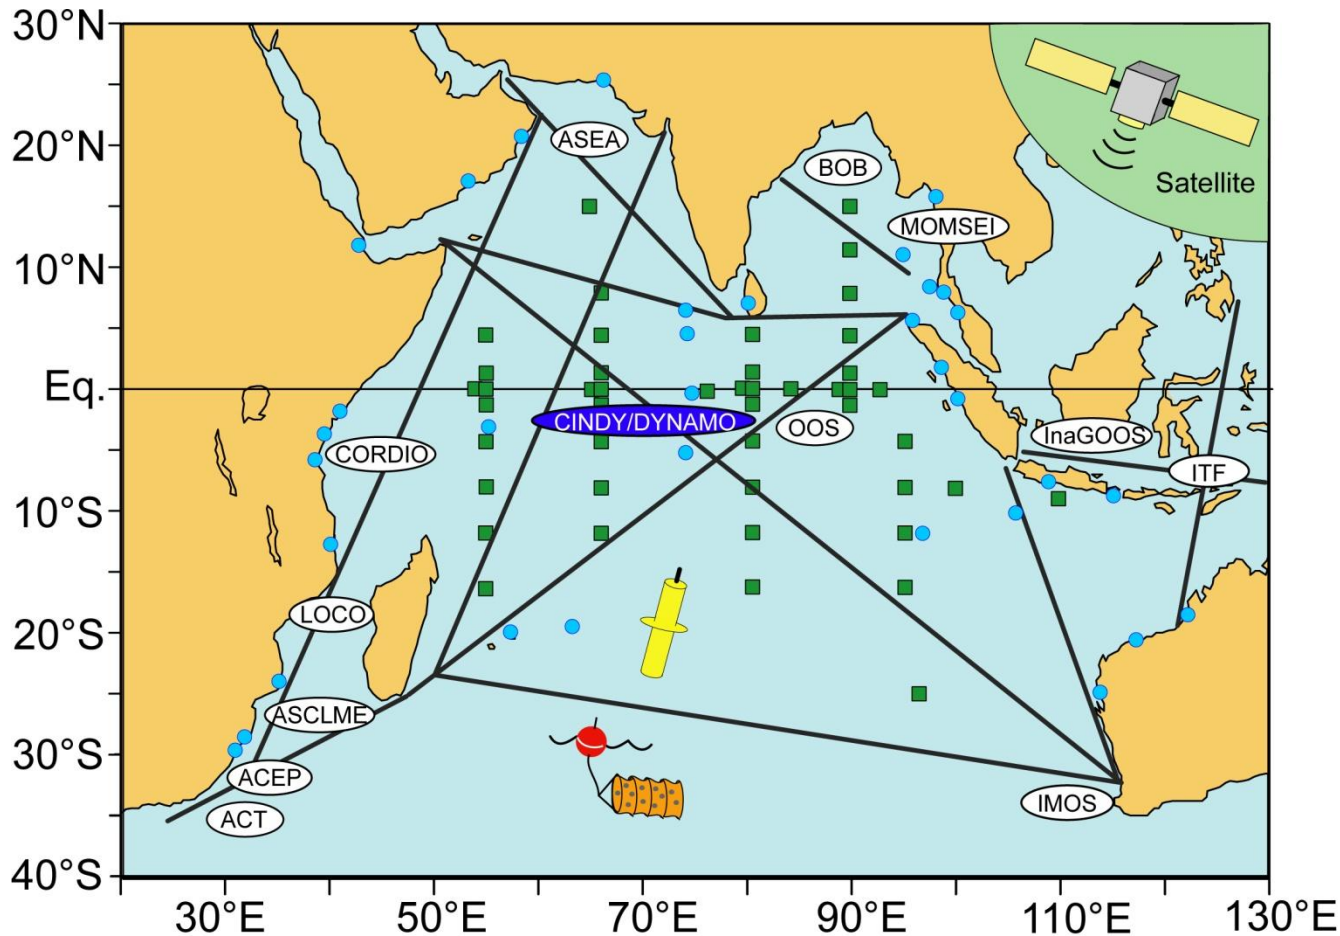 30°N
20°N
10°N
Eq.
10°S
20°S
30°S
40°S
ASEA
BOB
Satellite
MOMSEI
CINDY/DYNAMO
OOS
InaGOOS
CORDIO
ITF
LOCO
ASCLME
ACEP
IMOS
ACT
30°E
50°E
70°E
90°E
110°E
130°E